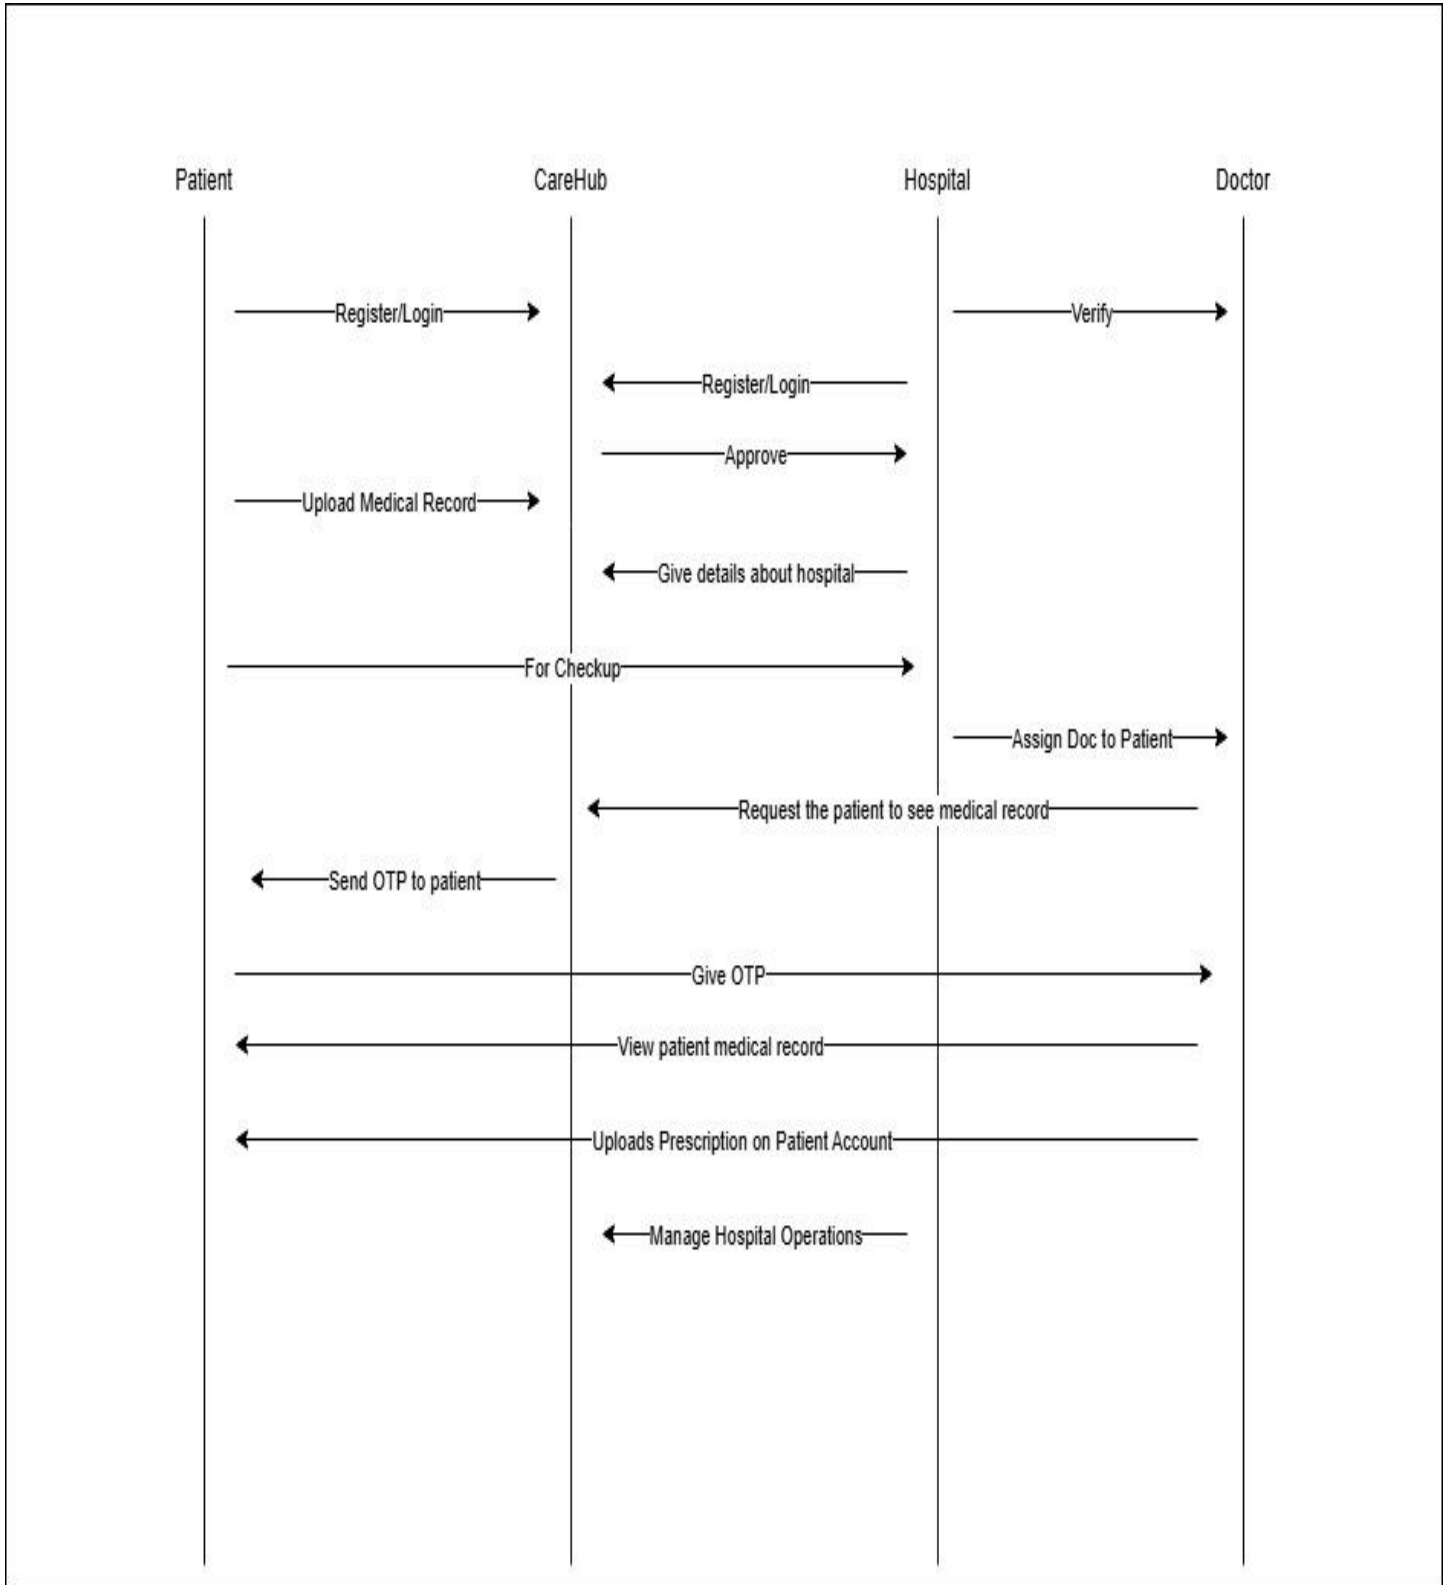 Patient
CareHub
Hospital
Doctor
Register/Login
Verify
Register/Login
Approve
Upload Medical Record
Give details about hospital
For Checkup
Assign Doc to Patient
Request the patient to see medical record
Send OTP to patient
Give OTP
View patient medical record
Uploads Prescription on Patient Account
Manage Hospital Operations